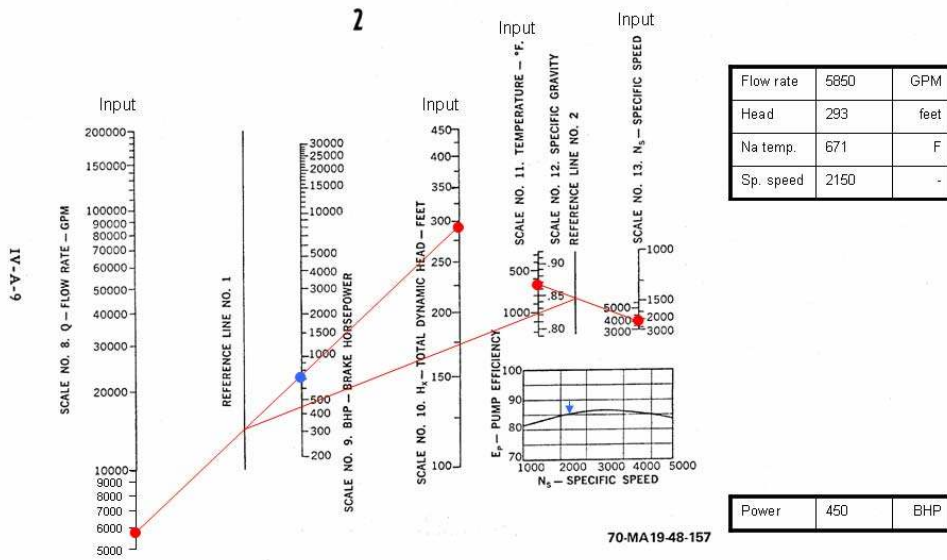 2
Input
Input
Input
Input
SCALE NO. 8. Q — FLOW RATE — GPM
200000
150000
100000
90000
80000
70000
60000
50000
40000
30000
20000
10000
9000
8000
7000
6000
5000
REFERENCE LINE NO. 1
30000
20000
15000
10000
5000
4000
3000
2000
1500
1000
500
400
300
200
SCALE NO. 9. BHP — BRAKE HORSEPOWER
SCALE NO. 10. Hx — TOTAL DYNAMIC HEAD — FEET
450
400
350
300
250
200
150
100
SCALE NO. 11. TEMPERATURE — °F.
500
1000
SCALE NO. 12. SPECIFIC GRAVITY
.90
.85
.80
REFERENCE LINE NO. 2
SCALE NO. 13. Ns — SPECIFIC SPEED
1000
1500
2000
3000
5000
4000
3000
EP — PUMP EFFICIENCY
100
90
80
70
1000 2000 3000 4000 5000
Ns — SPECIFIC SPEED
70-MA19-48-157
IV-A-9
Flow rate 5850 GPM
Head 293 feet
Na temp. 671 F
Sp. speed 2150 -
Power 450 BHP